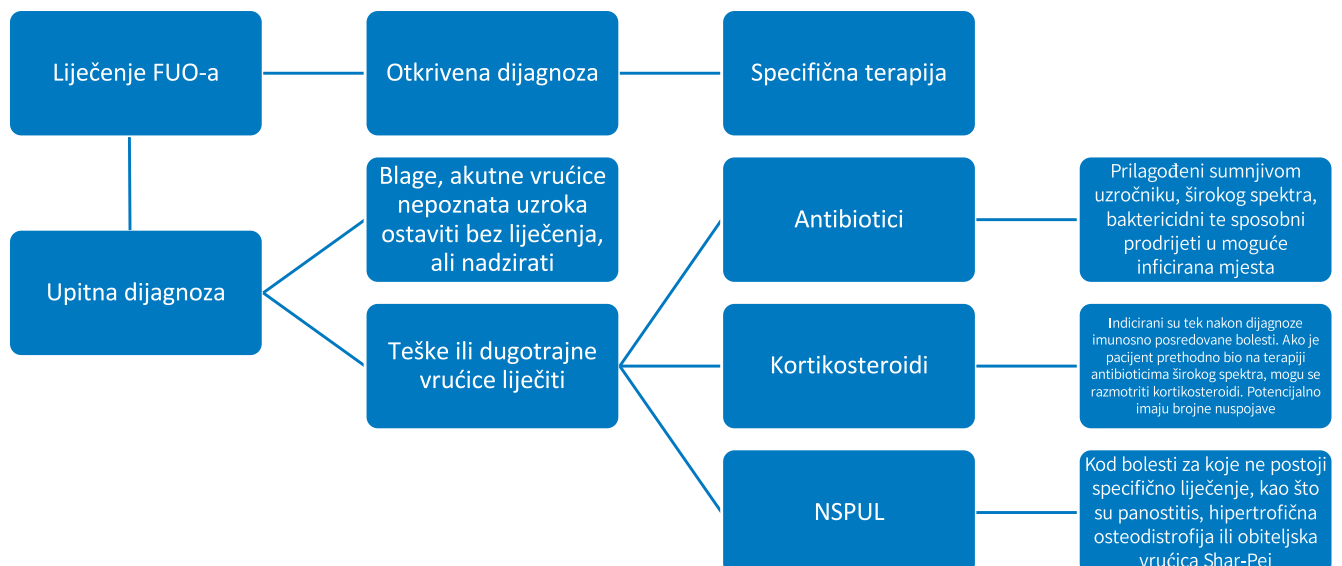 Liječenje FUO-a
Otkrivena dijagnoza
Specifična terapija
Upitna dijagnoza
Blage, akutne vrućice
nepoznata uzroka
ostaviti bez liječenja,
ali nadzirati
Teške ili dugotrajne
vrućice liječiti
Antibiotici
Prilagođeni sumnjivom
uzročniku, širokog spektra,
baktericidni te sposobni
prodrijeti u moguće
inficirana mjesta
Kortikosteroidi
Indicirani su tek nakon dijagnoze
imunosno posredovane bolesti. Ako je
pacijent prethodno bio na terapiji
antibioticima širokog spektra, mogu se
razmotriti kortikosteroidi. Potencijalno
imaju brojne nuspojave
NSPUL
Kod bolesti za koje ne postoji
specifično liječenje, kao što
su panostitis, hipertrofična
osteodistrofija ili obiteljska
vrućica Shar-Pei